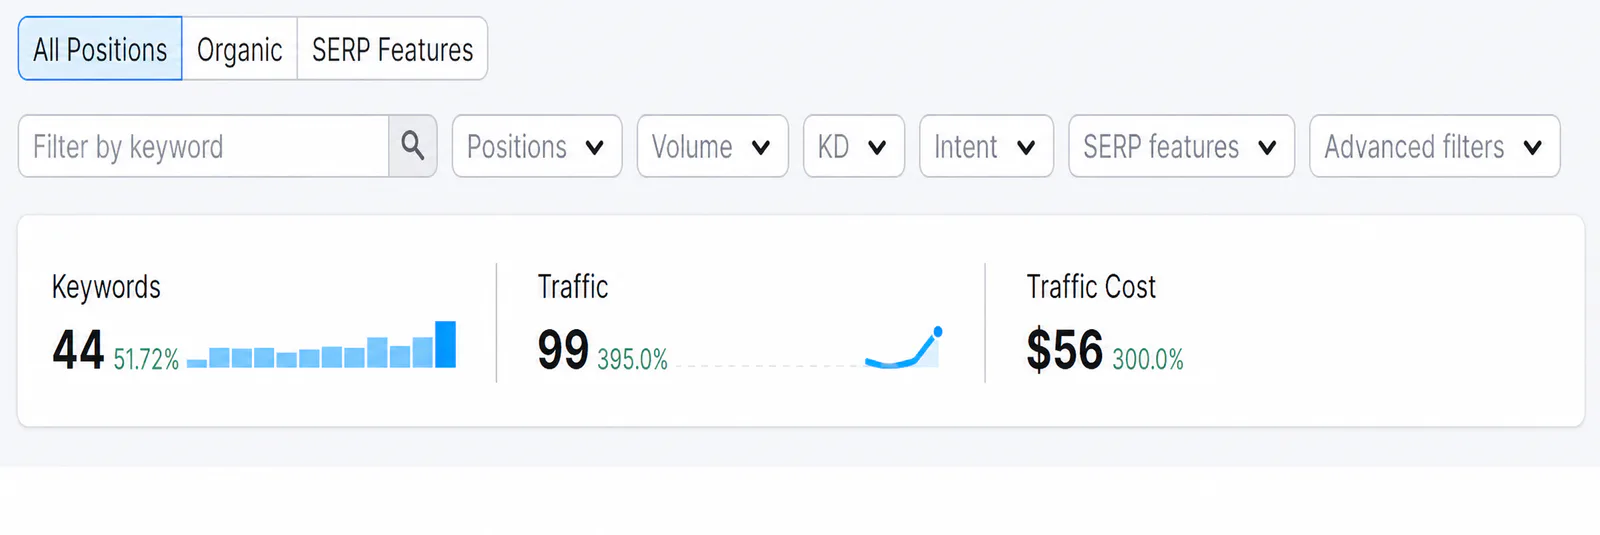 All Positions Organic SERP Features
Filter by keyword Positions Volume KD Intent SERP features Advanced filters
Keywords Traffic Traffic Cost
44 51.72% 99 395.0% $56 300.0%